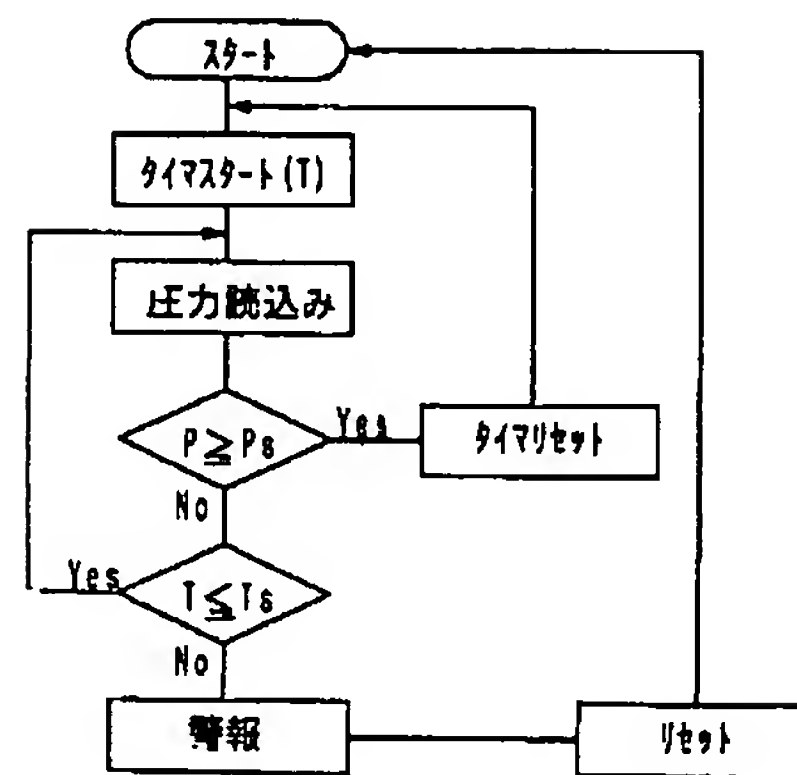 スタート
タイマスタート(T)
圧力読込み
P≧Ps
Yes
タイマリセット
No
Yes
T≦Ts
No
警報
リセット